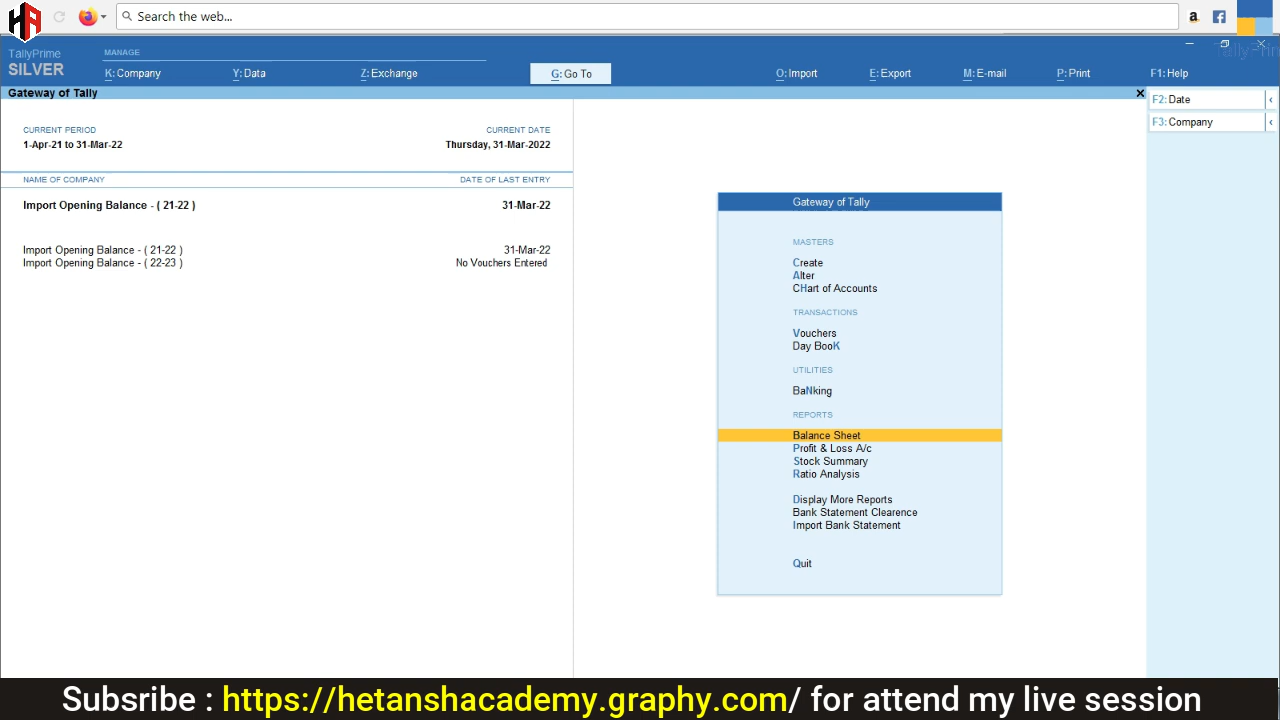 Search the web...
TallyPrime
SILVER
MANAGE
K: Company
Y: Data
Z: Exchange
G: Go To
O: Import
E: Export
M: E-mail
P: Print
F1: Help
Gateway of Tally
F2: Date
F3: Company
CURRENT PERIOD
CURRENT DATE
1-Apr-21 to 31-Mar-22
Thursday, 31-Mar-2022
NAME OF COMPANY
DATE OF LAST ENTRY
Import Opening Balance - ( 21-22 )
31-Mar-22
Import Opening Balance - ( 21-22 )
31-Mar-22
Import Opening Balance - ( 22-23 )
No Vouchers Entered
Gateway of Tally
MASTERS
Create
Alter
CHart of Accounts
TRANSACTIONS
Vouchers
Day BooK
UTILITIES
BaNking
REPORTS
Balance Sheet
Profit & Loss A/c
Stock Summary
Ratio Analysis
Display More Reports
Bank Statement Clearence
Import Bank Statement
Quit
Subsribe : https://hetanshacademy.graphy.com/ for attend my live session